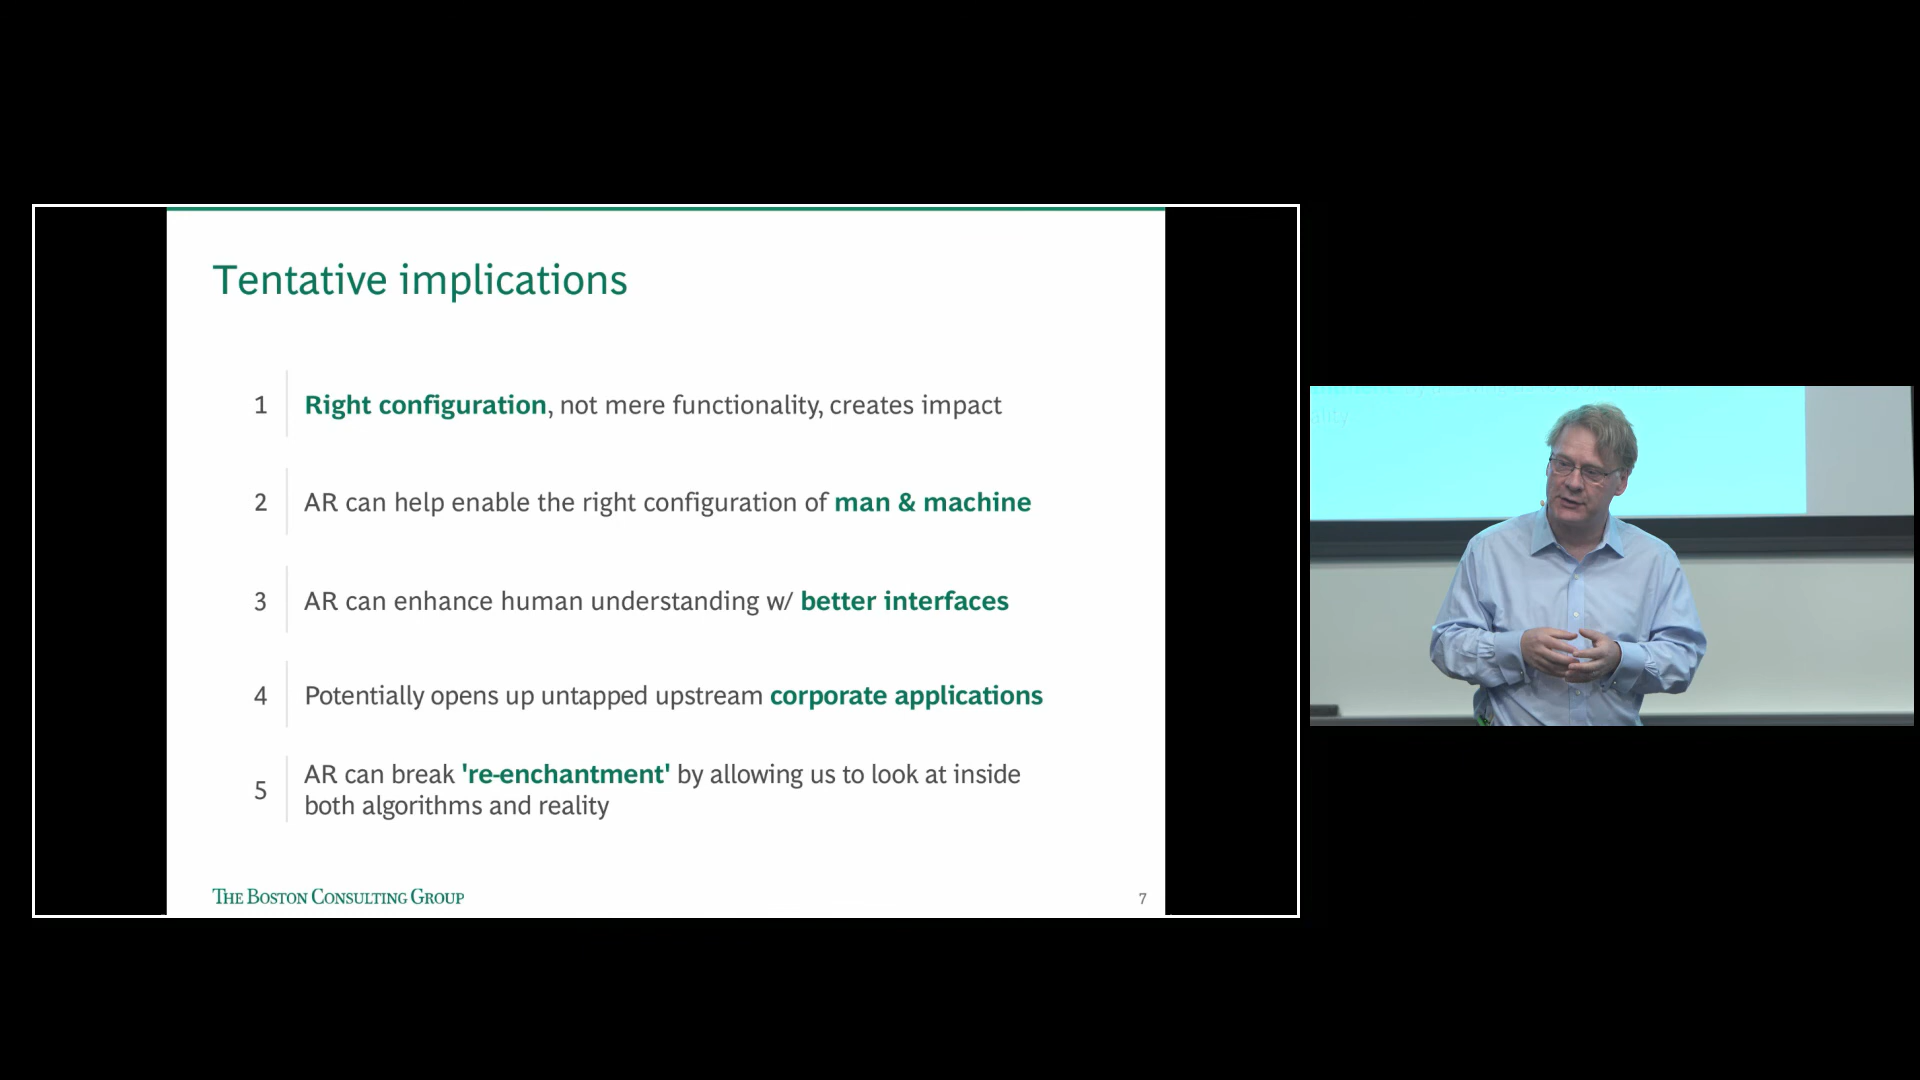 Tentative implications
1
Right configuration, not mere functionality, creates impact
2
AR can help enable the right configuration of man & machine
3
AR can enhance human understanding w/ better interfaces
4
Potentially opens up untapped upstream corporate applications
5
AR can break 're-enchantment' by allowing us to look at inside
both algorithms and reality
THE BOSTON CONSULTING GROUP
7